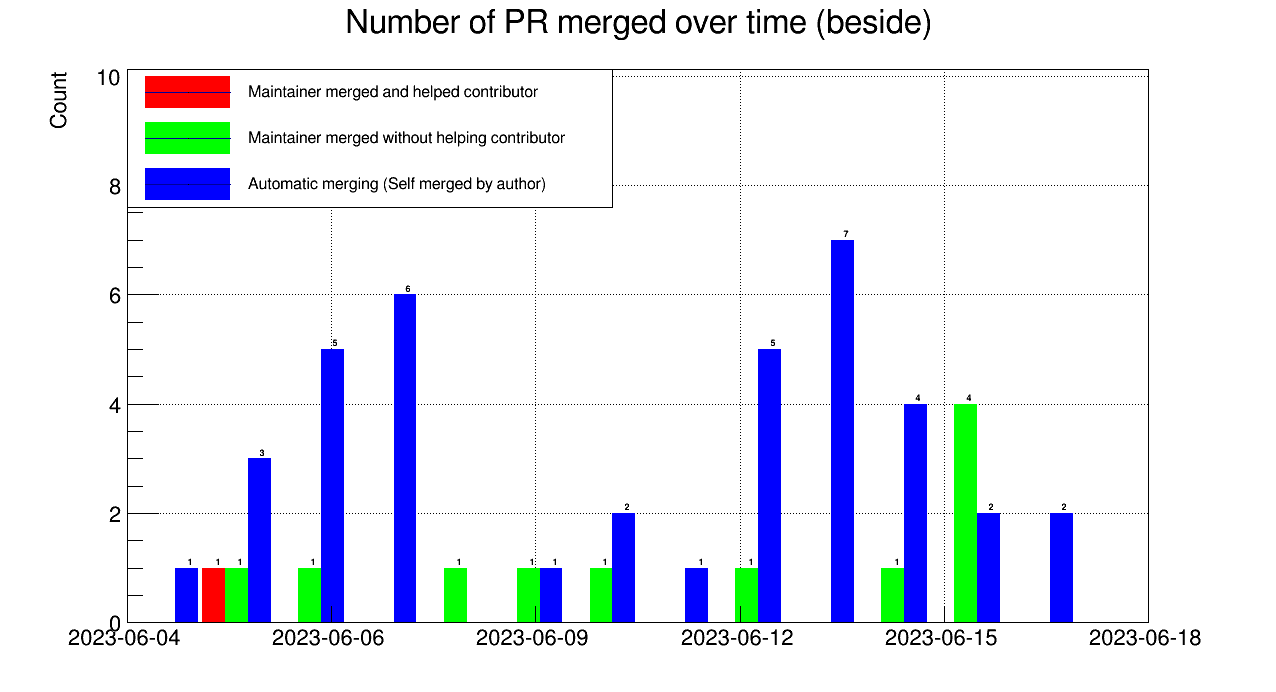 Number of PR merged over time (beside)
Count
10
8
6
4
2
0
Maintainer merged and helped contributor
Maintainer merged without helping contributor
Automatic merging (Self merged by author)
1 1 1 3 1 5 6 1 1 1 1 2 1 1 5 7 1 4 4 2 2
2023-06-04 2023-06-06 2023-06-09 2023-06-12 2023-06-15 2023-06-18